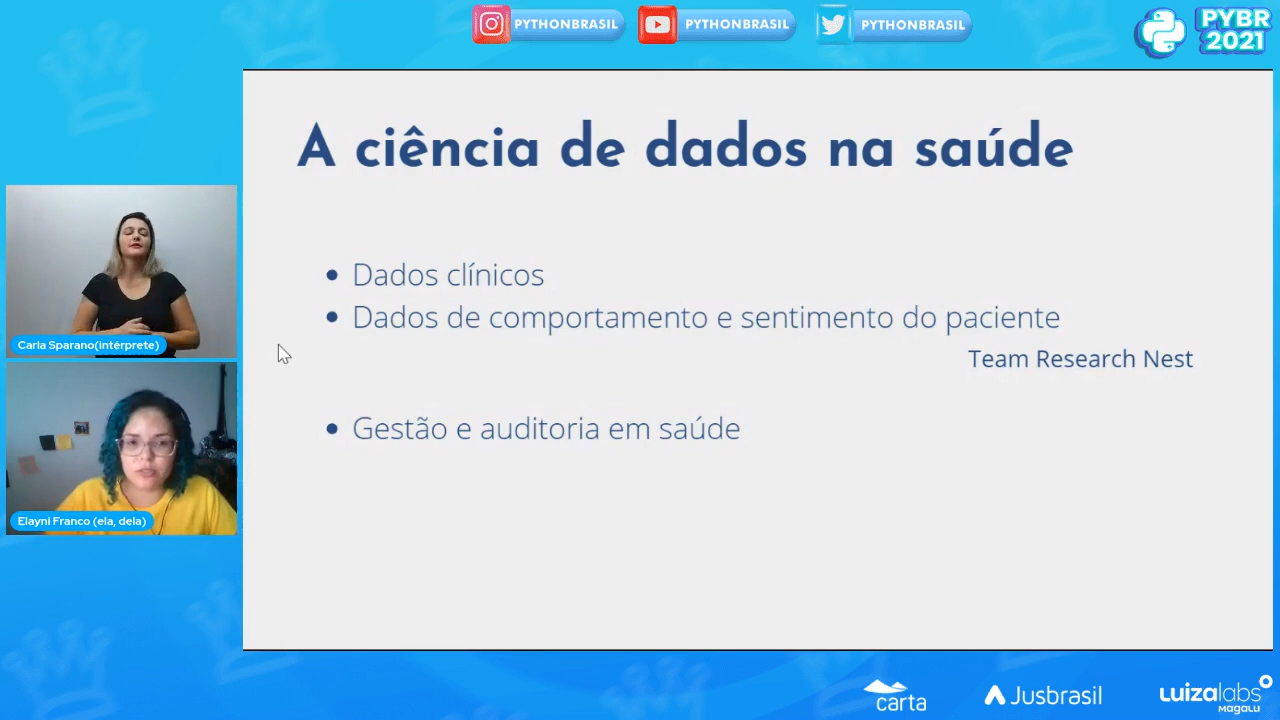 PYTHONBRASIL
PYTHONBRASIL
PYTHONBRASIL
PYBR
2021
A ciência de dados na saúde
• Dados clínicos
• Dados de comportamento e sentimento do paciente
Team Research Nest
• Gestão e auditoria em saúde
Carla Sparano(intérprete)
Elayni Franco (ela, dela)
carta
Jusbrasil
LUIZAlabs
MAGALU